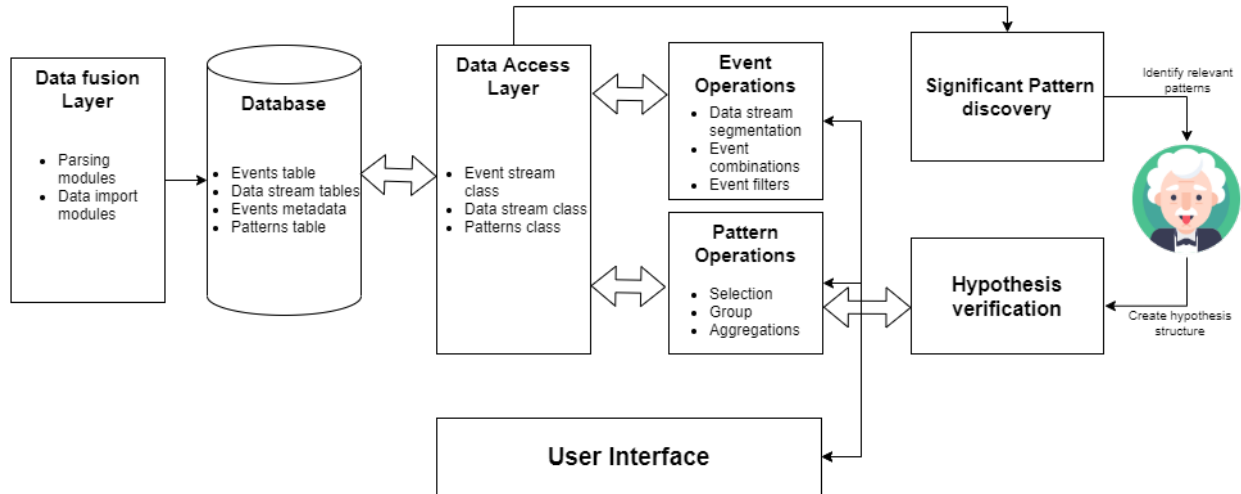 Data fusion
Layer
• Parsing
modules
• Data import
modules
Database
• Events table
• Data stream tables
• Events metadata
• Patterns table
Data Access
Layer
• Event stream
class
• Data stream class
• Patterns class
Event
Operations
• Data stream
segmentation
• Event
combinations
• Event filters
Pattern
Operations
• Selection
• Group
• Aggregations
Significant Pattern
discovery
Identify relevant
patterns
Hypothesis
verification
Create hypothesis
structure
User Interface